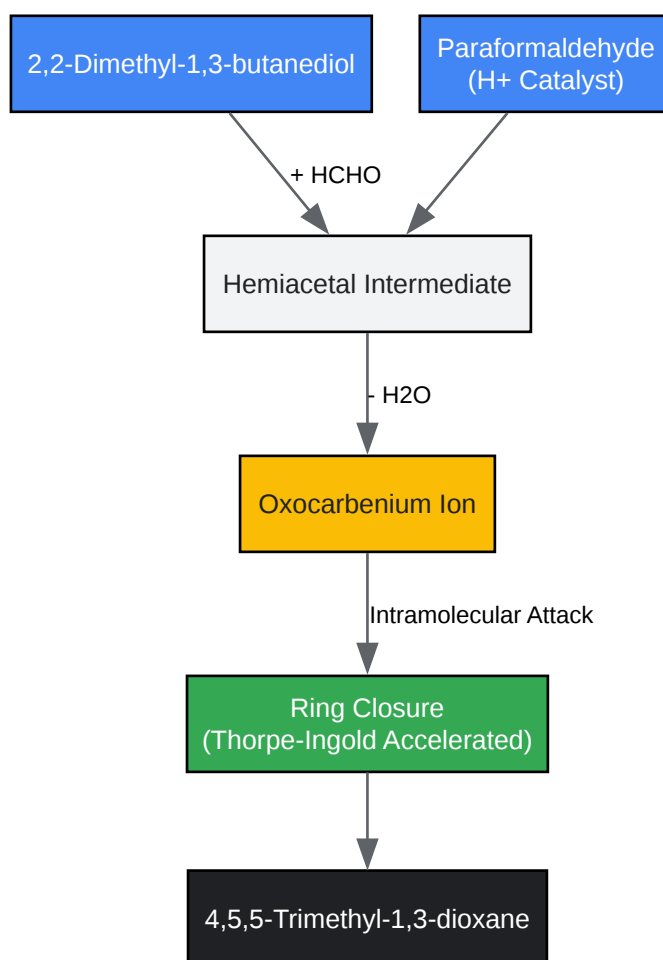 2,2-Dimethyl-1,3-butanediol
Paraformaldehyde
(H+ Catalyst)
+ HCHO
Hemiacetal Intermediate
- H2O
Oxocarbenium Ion
Intramolecular Attack
Ring Closure
(Thorpe-Ingold Accelerated)
4,5,5-Trimethyl-1,3-dioxane